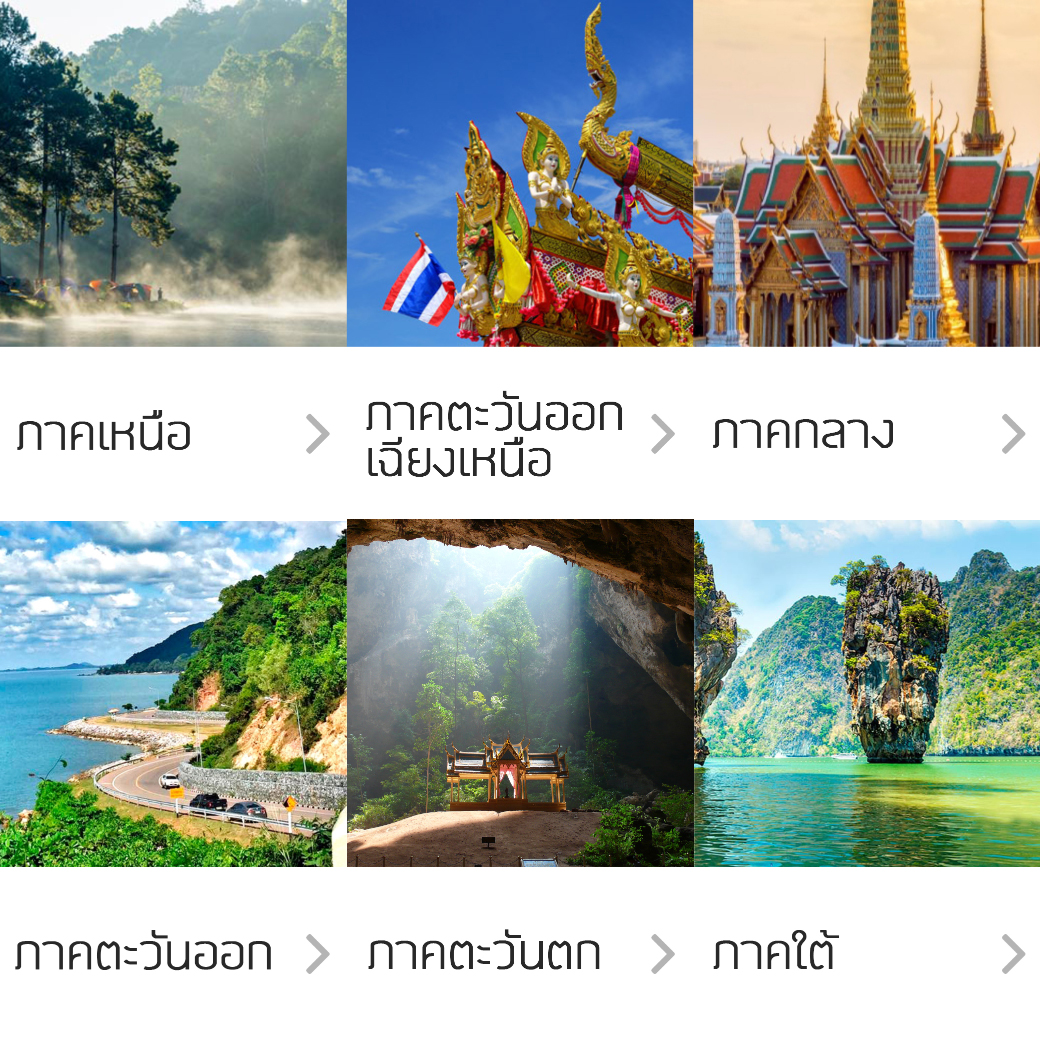 ภาคเหนือ
ภาคตะวันออก
เฉียงเหนือ
ภาคกลาง
ภาคตะวันออก
ภาคตะวันตก
ภาคใต้